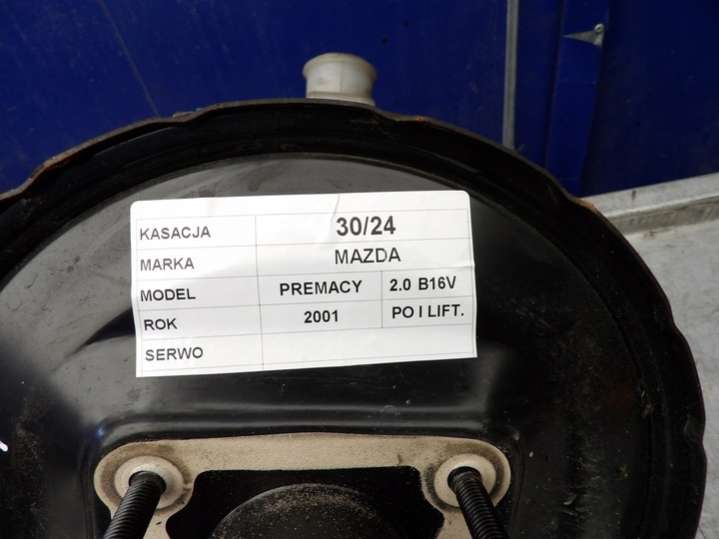 KASACJA 30/24
MARKA MAZDA
MODEL PREMACY 2.0 B16V
ROK 2001 PO I LIFT.
SERWO